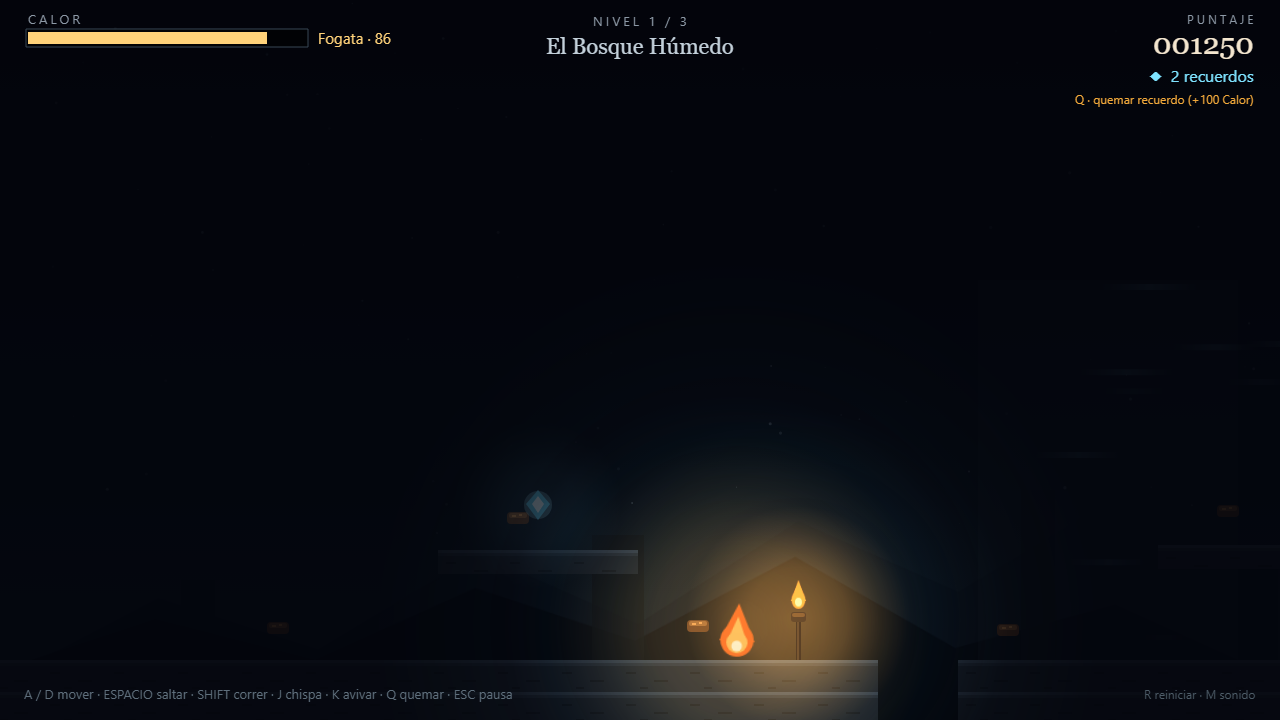 CALOR
Fogata · 86
NIVEL 1 / 3
El Bosque Húmedo
PUNTAJE
001250
2 recuerdos
Q · quemar recuerdo (+100 Calor)
A / D mover · ESPACIO saltar · SHIFT correr · J chispa · K avivar · Q quemar · ESC pausa
R reiniciar · M sonido